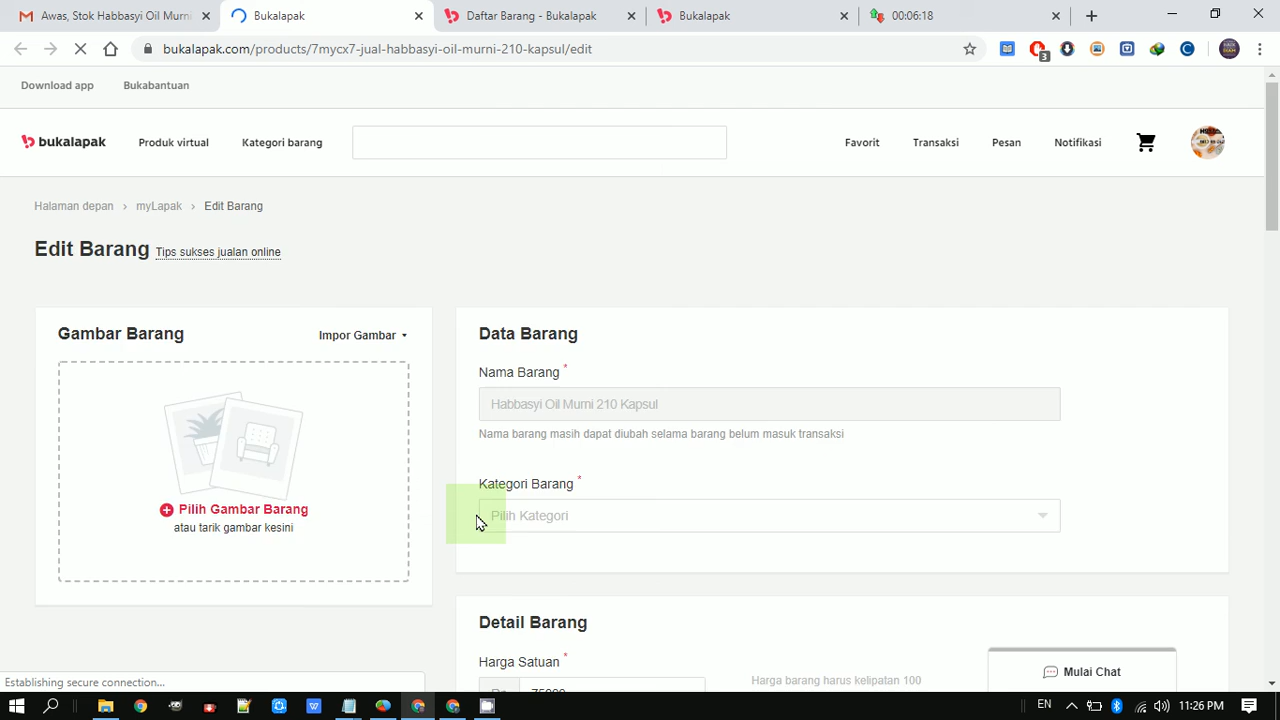 Awas, Stok Habbasyi Oil Murni
Bukalapak
Daftar Barang - Bukalapak
Bukalapak
00:06:18
bukalapak.com/products/7mycx7-jual-habbasyi-oil-murni-210-kapsul/edit
3
Download app
Bukabantuan
bukalapak
Produk virtual
Kategori barang
Favorit
Transaksi
Pesan
Notifikasi
Halaman depan > myLapak > Edit Barang
Edit Barang Tips sukses jualan online
Gambar Barang
Impor Gambar
Pilih Gambar Barang
atau tarik gambar kesini
Data Barang
Nama Barang *
Habbasyi Oil Murni 210 Kapsul
Nama barang masih dapat diubah selama barang belum masuk transaksi
Kategori Barang *
Pilih Kategori
Detail Barang
Harga Satuan *
Rp 75000
Harga barang harus kelipatan 100
Mulai Chat
Establishing secure connection...
EN
11:26 PM